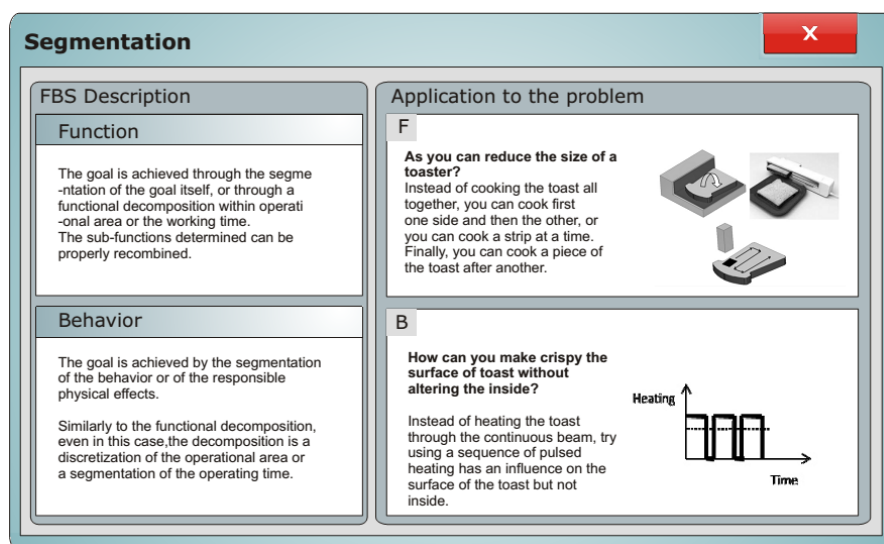 Segmentation
X
FBS Description
Function
The goal is achieved through the segme
-ntation of the goal itself, or through a
functional decomposition within operati
-onal area or the working time.
The sub-functions determined can be
properly recombined.
Behavior
The goal is achieved by the segmentation
of the behavior or of the responsible
physical effects.
Similarly to the functional decomposition,
even in this case,the decomposition is a
discretization of the operational area or
a segmentation of the operating time.
Application to the problem
F
As you can reduce the size of a
toaster?
Instead of cooking the toast all
together, you can cook first
one side and then the other, or
you can cook a strip at a time.
Finally, you can cook a piece of
the toast after another.
B
How can you make crispy the
surface of toast without
altering the inside?
Instead of heating the toast
through the continuous beam, try
using a sequence of pulsed
heating has an influence on the
surface of the toast but not
inside.
Heating
Time